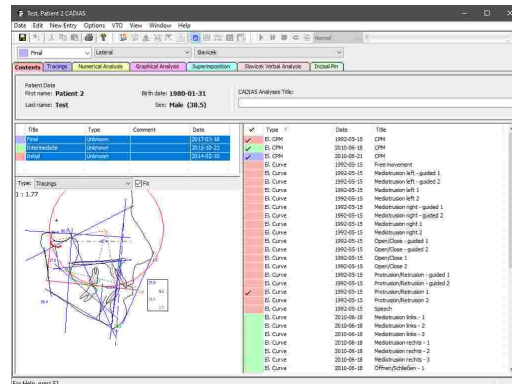 Test, Patient 2 CADIAS
Data Edit New Entry Options VTO View Window Help
Normal
Final Lateral Slavicek
Contents Tracings Numerical Analysis Graphical Analysis Superimposition Slavicek Verbal Analysis Incisal Pin
Patient Data
First name: Patient 2 Birth date: 1980-01-31 CADIAS Analyses Title:
Last name: Test Sex: Male (38.5)
Title Type Comment Date
Final Unknown
Intermediate Unknown
Initial Unknown
Type: Tracings Fit
1 : 1.77
Type Date Title
El. CPM 1992-05-15 CPM
El. CPM 2010-06-18 CPM
El. CPM 2010-06-21 CPM
El. Curve 1992-05-15 Free movement
El. Curve 1992-05-15 Mediotrusion left - guided 1
El. Curve 1992-05-15 Mediotrusion left - guided 2
El. Curve 1992-05-15 Mediotrusion left 1
El. Curve 1992-05-15 Mediotrusion left 2
El. Curve 1992-05-15 Mediotrusion right - guided 1
El. Curve 1992-05-15 Mediotrusion right - guided 2
El. Curve 1992-05-15 Mediotrusion right 1
El. Curve 1992-05-15 Mediotrusion right 2
El. Curve 1992-05-15 Open/Close - guided 1
El. Curve 1992-05-15 Open/Close - guided 2
El. Curve 1992-05-15 Open/Close 1
El. Curve 1992-05-15 Open/Close 2
El. Curve 1992-05-15 Protrusion/Retrusion - guided 1
El. Curve 1992-05-15 Protrusion/Retrusion - guided 2
El. Curve 1992-05-15 Protrusion/Retrusion 1
El. Curve 1992-05-15 Protrusion/Retrusion 2
El. Curve 1992-05-15 Speech
El. Curve 2010-06-18 Mediotrusion links - 1
El. Curve 2010-06-18 Mediotrusion links - 2
El. Curve 2010-06-18 Mediotrusion links - 3
El. Curve 2010-06-18 Mediotrusion rechts - 1
El. Curve 2010-06-18 Mediotrusion rechts - 2
El. Curve 2010-06-18 Mediotrusion rechts - 3
El. Curve 2010-06-18 Öffnen/Schließen - 1
For Help, press F1